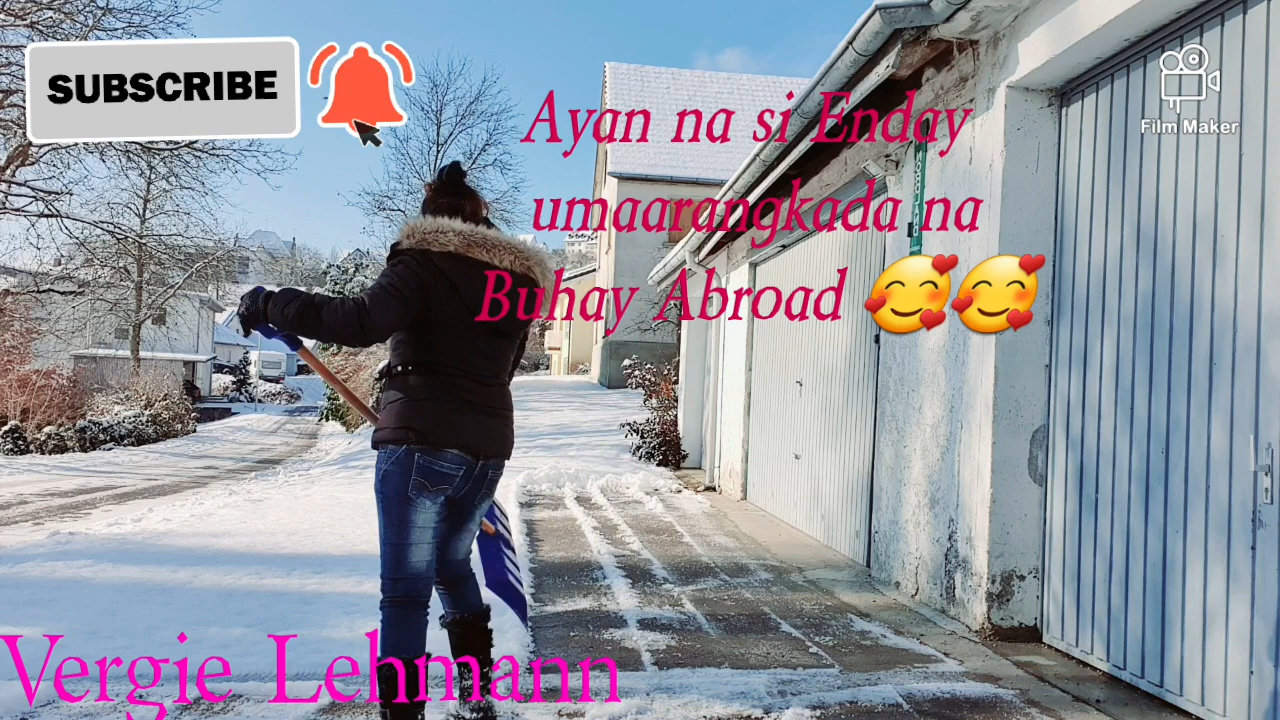 SUBSCRIBE
Film Maker
Ayan na si Enday
umaarangkada na
Buhay Abroad 🥰🥰
Vergie Lehmann